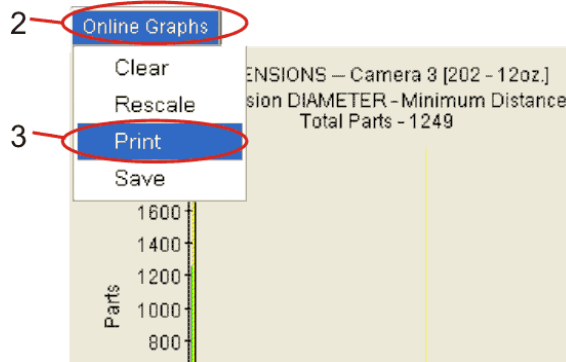 2
Online Graphs
Clear
Rescale
3
Print
Save
ENSIONS -- Camera 3 [202 - 12oz.]
sion DIAMETER - Minimum Distance
Total Parts - 1249
1600
1400
1200
1000
800
Parts